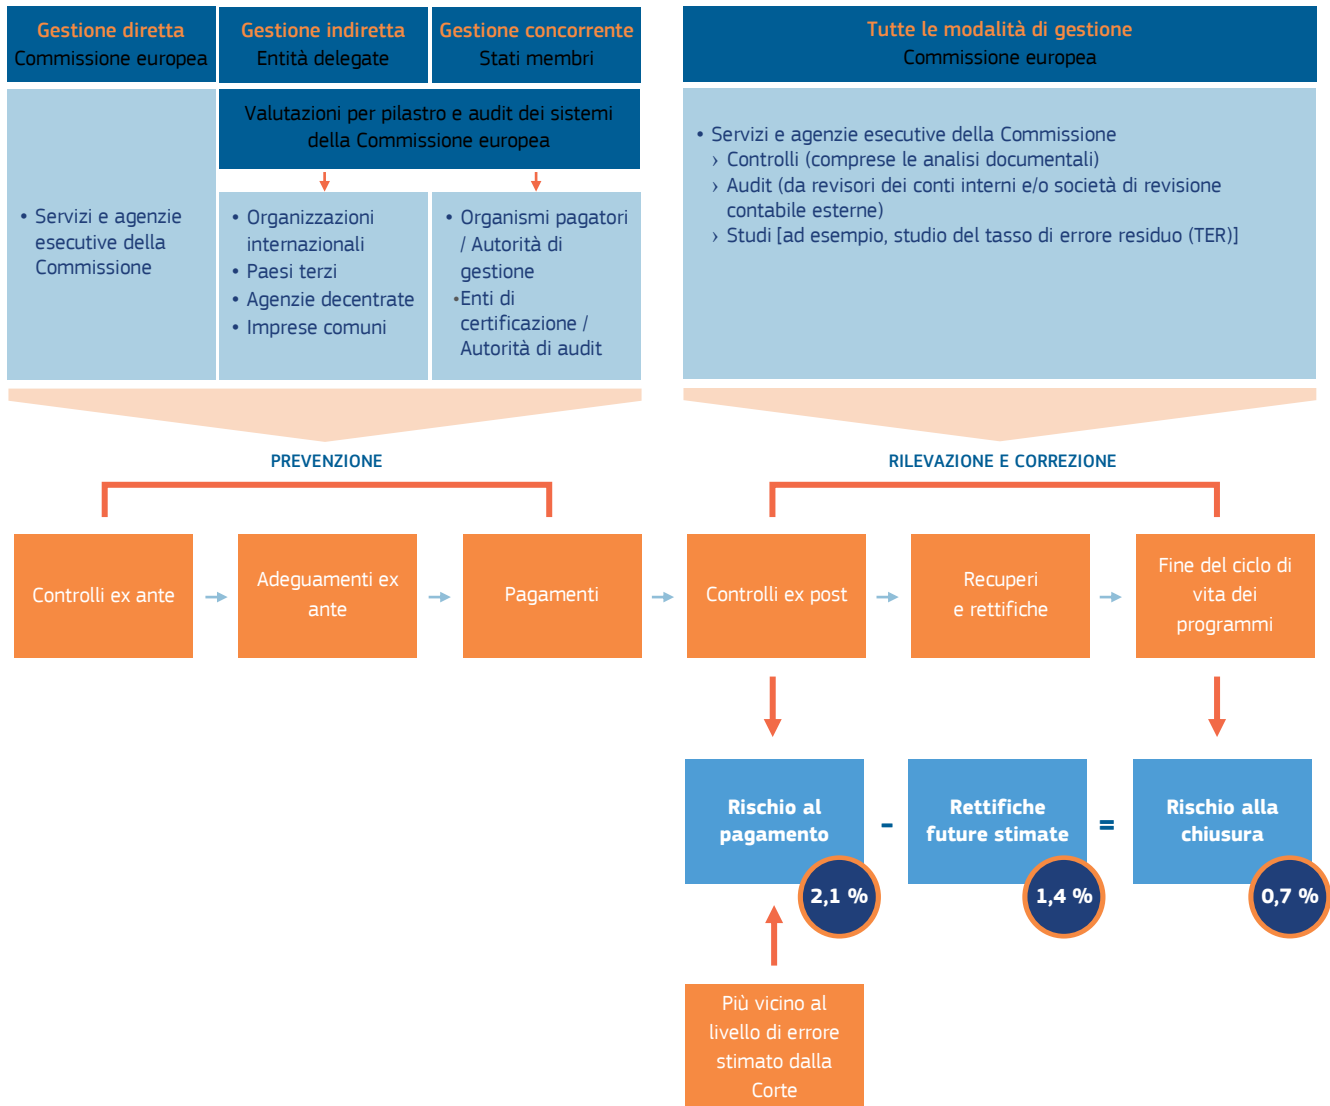 Gestione diretta
Commissione europea
Gestione indiretta
Entità delegate
Gestione concorrente
Stati membri
Tutte le modalità di gestione
Commissione europea
Valutazioni per pilastro e audit dei sistemi
della Commissione europea
• Servizi e agenzie
esecutive della
Commissione
• Organizzazioni
internazionali
• Paesi terzi
• Agenzie decentrate
• Imprese comuni
• Organismi pagatori
/ Autorità di
gestione
•Enti di
certificazione /
Autorità di audit
• Servizi e agenzie esecutive della Commissione
› Controlli (comprese le analisi documentali)
› Audit (da revisori dei conti interni e/o società di revisione
contabile esterne)
› Studi [ad esempio, studio del tasso di errore residuo (TER)]
PREVENZIONE
RILEVAZIONE E CORREZIONE
Controlli ex ante
Adeguamenti ex
ante
Pagamenti
Controlli ex post
Recuperi
e rettifiche
Fine del ciclo di
vita dei
programmi
Rischio al
pagamento
2,1 %
-
Rettifiche
future stimate
1,4 %
=
Rischio alla
chiusura
0,7 %
Più vicino al
livello di errore
stimato dalla
Corte